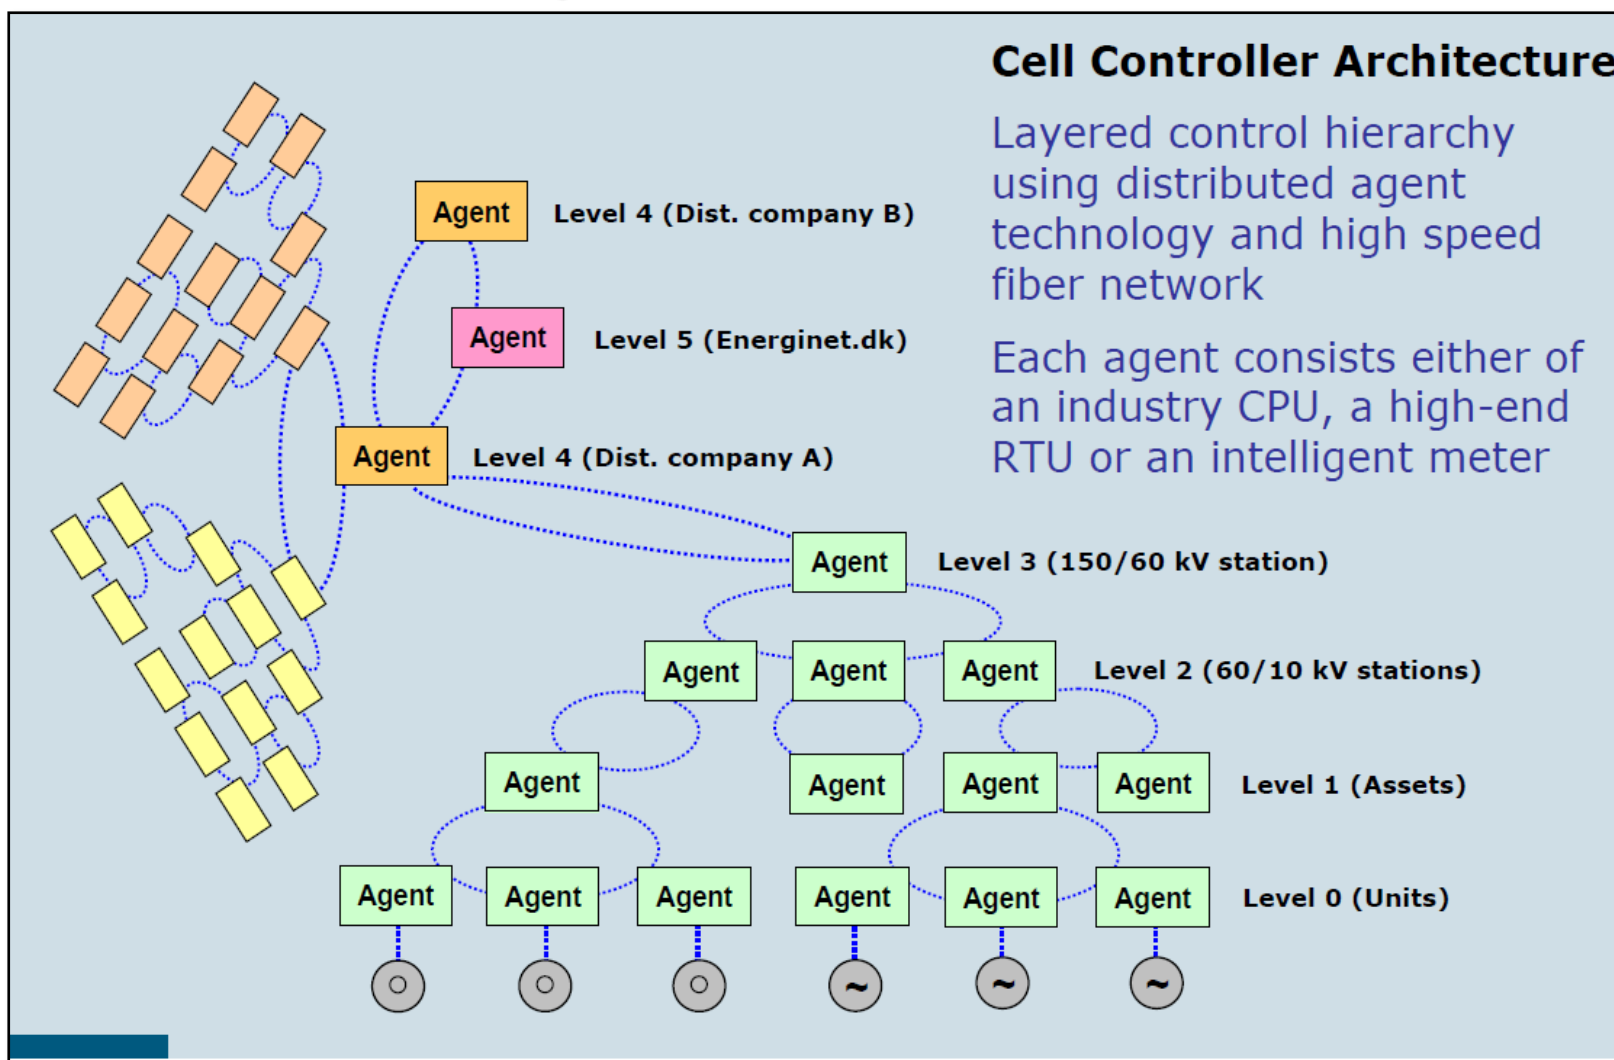 Cell Controller Architecture
Layered control hierarchy
using distributed agent
technology and high speed
fiber network
Each agent consists either of
an industry CPU, a high-end
RTU or an intelligent meter
Agent
Level 4 (Dist. company B)
Agent
Level 5 (Energinet.dk)
Agent
Level 4 (Dist. company A)
Agent
Level 3 (150/60 kV station)
Agent
Agent
Agent
Level 2 (60/10 kV stations)
Agent
Agent
Agent
Agent
Level 1 (Assets)
Agent
Agent
Agent
Agent
Agent
Agent
Level 0 (Units)
~
~
~